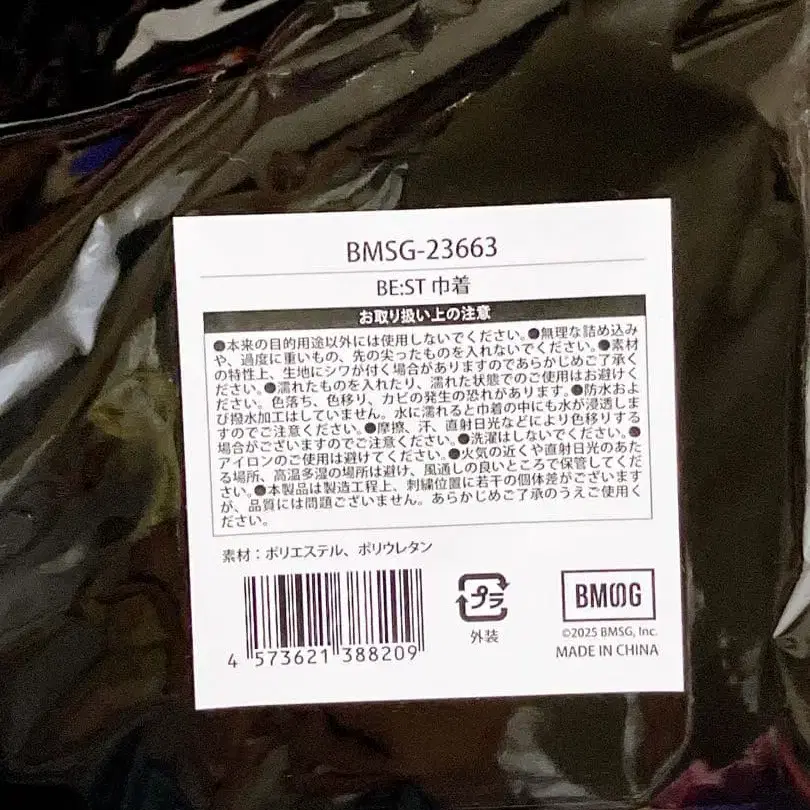 BMSG-23663
BE:ST 巾着
お取り扱い上の注意
●本来の目的用途以外には使用しないでください。●無理な詰め込み
や、過度に重いもの、先の尖ったものを入れないでください。●素材
の特性上、生地にシワが付く場合がありますのであらかじめご了承く
ださい。●濡れたものを入れたり、濡れた状態でのご使用はお避けく
ださい。色落ち、色移り、カビの発生の恐れがあります。●防水およ
び撥水加工はしていません。水に濡れると巾着の中にも水が浸透しま
すのでご注意ください。●摩擦、汗、直射日光などにより色移りする
場合がございますのでご注意ください。●洗濯はしないでください。●
アイロンのご使用は避けてください。●火気の近くや直射日光のあた
る場所、高温多湿の場所は避け、風通しの良いところで保管してくだ
さい。●本製品は製造工程上、刺繍位置に若干の個体差がございます
が、品質には問題ございません。あらかじめご了承のうえご使用く
ださい。
素材：ポリエステル、ポリウレタン
4 573621 388209
プラ
外装
BMSG
©2025 BMSG, Inc.
MADE IN CHINA